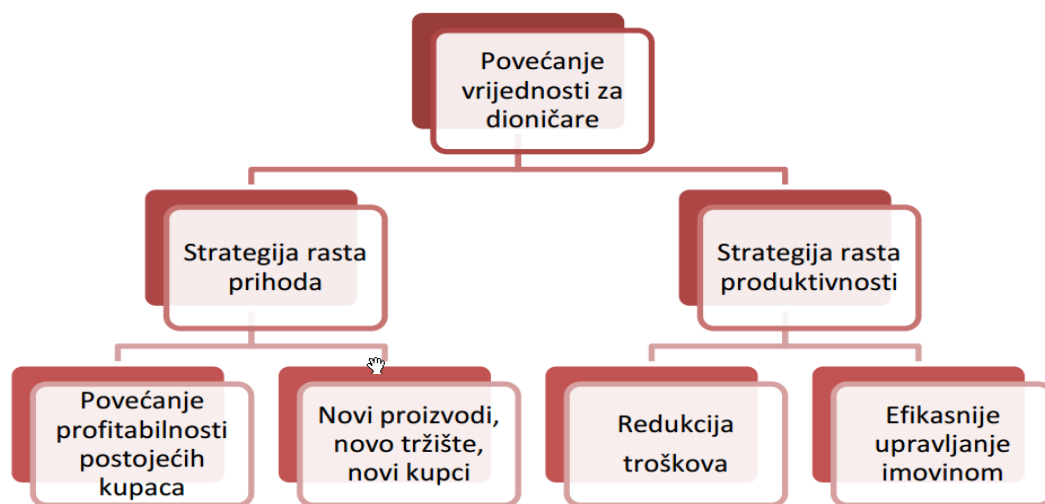 Povećanje
vrijednosti za
dioničare
Strategija rasta
prihoda
Strategija rasta
produktivnosti
Povećanje
profitabilnosti
postojećih
kupaca
Novi proizvodi,
novo tržište,
novi kupci
Redukcija
troškova
Efikasnije
upravljanje
imovinom